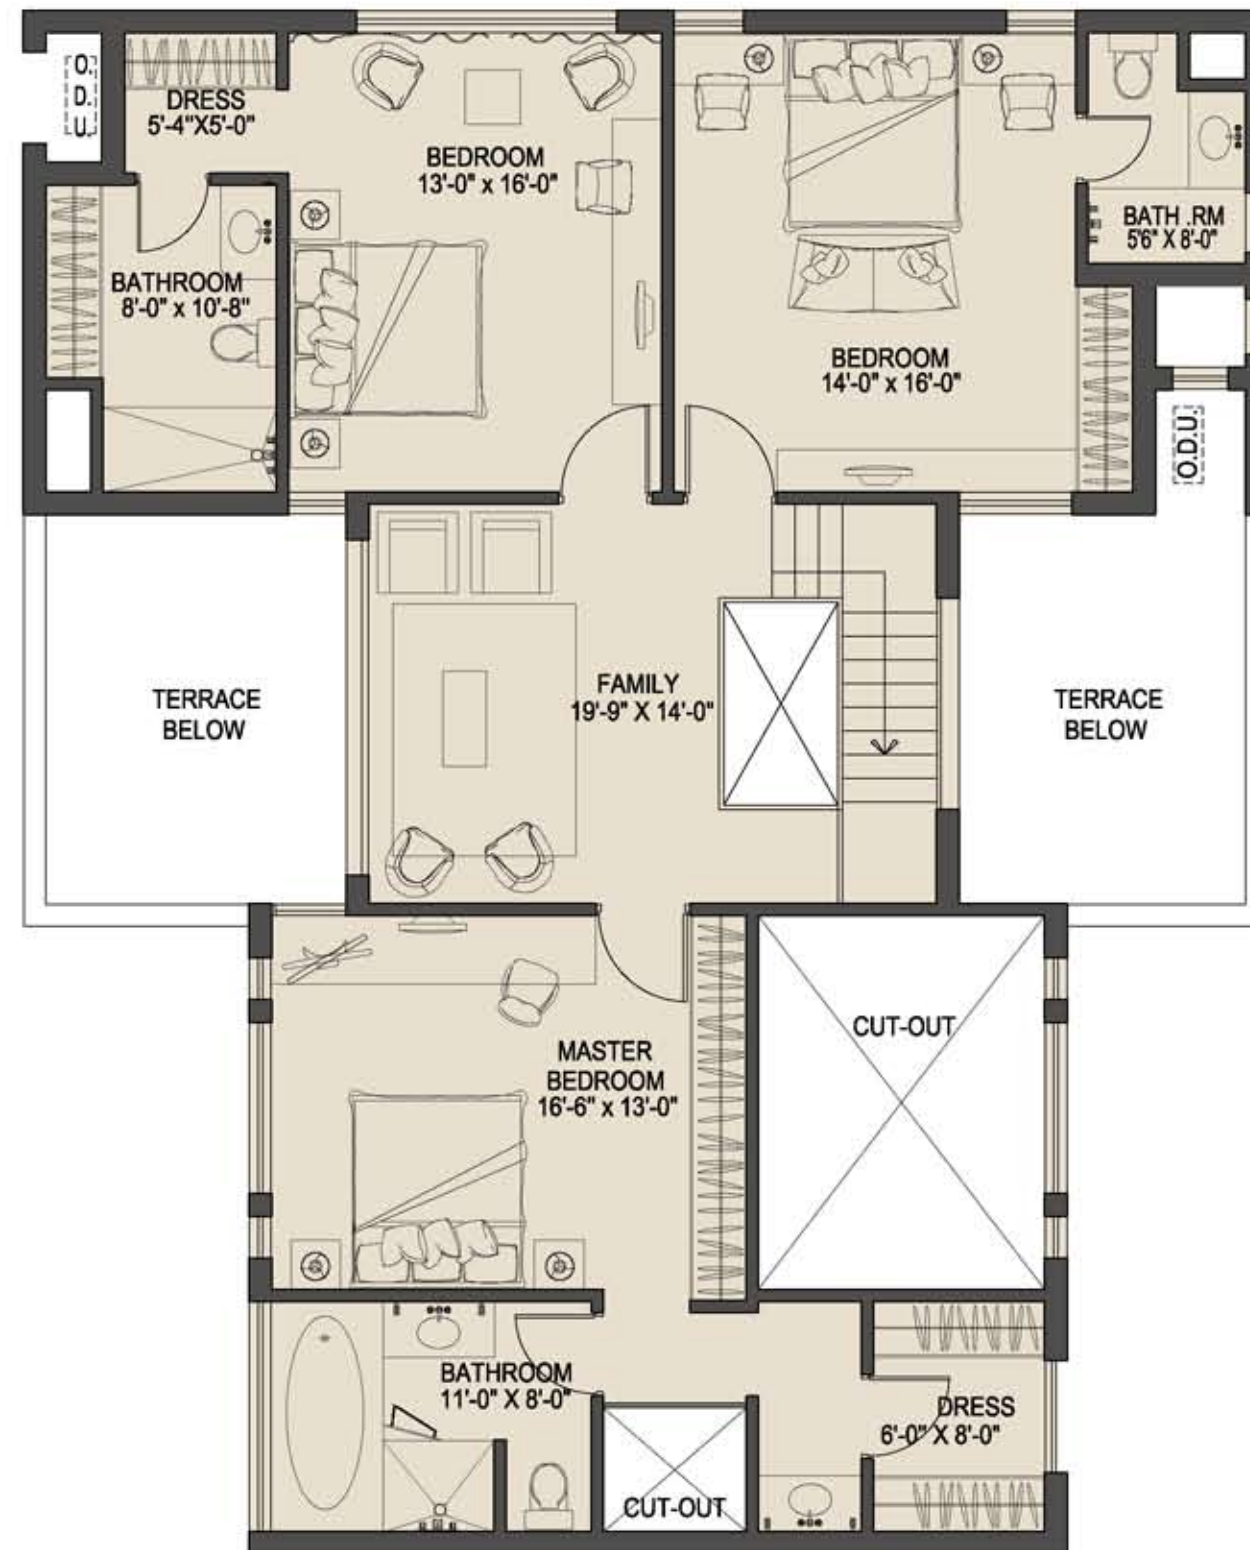 O.
D.
U.
DRESS
5'-4"X5'-0"
BEDROOM
13'-0" x 16'-0"
BATH .RM
5'6" X 8'-0"
BATHROOM
8'-0" x 10'-8"
BEDROOM
14'-0" x 16'-0"
O.D.U.
TERRACE
BELOW
FAMILY
19'-9" X 14'-0"
TERRACE
BELOW
CUT-OUT
MASTER
BEDROOM
16'-6" x 13'-0"
BATHROOM
11'-0" X 8'-0"
DRESS
6'-0" X 8'-0"
CUT-OUT